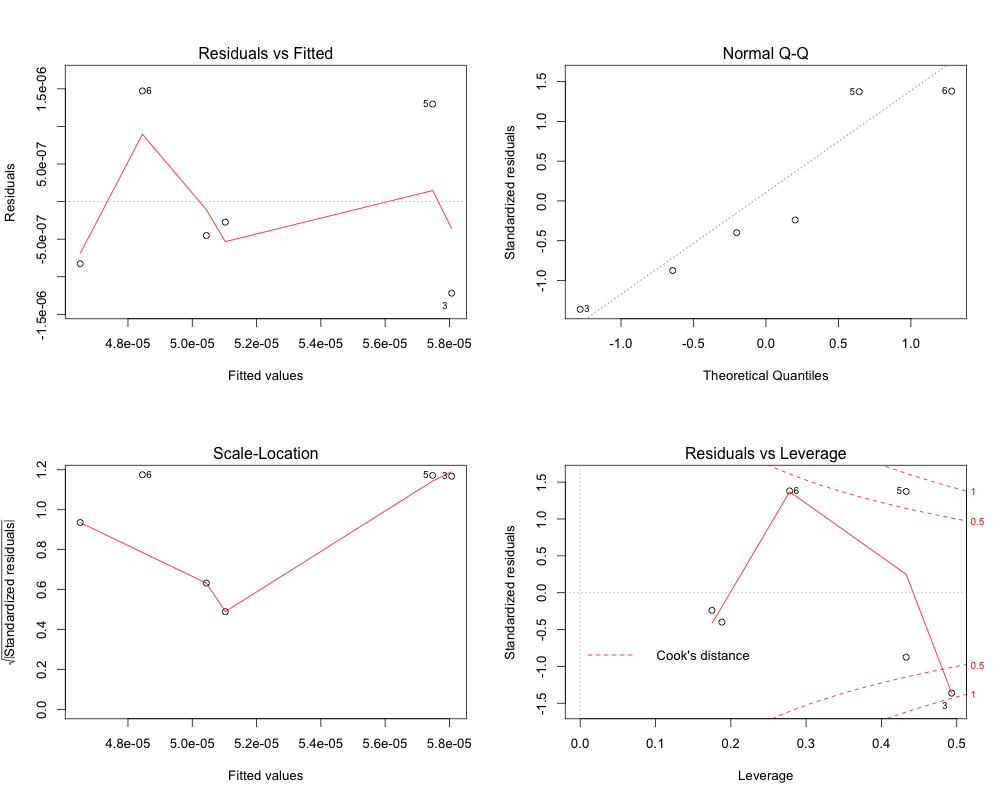 Residuals vs Fitted
Residuals
-1.5e-06 -5.0e-07 5.0e-07 1.5e-06
6
5
3
4.8e-05 5.0e-05 5.2e-05 5.4e-05 5.6e-05 5.8e-05
Fitted values
Normal Q-Q
Standardized residuals
-1.0 -0.5 0.0 0.5 1.0 1.5
5
6
3
-1.0 -0.5 0.0 0.5 1.0
Theoretical Quantiles
Scale-Location
√|Standardized residuals|
0.0 0.2 0.4 0.6 0.8 1.0 1.2
6
5
3
4.8e-05 5.0e-05 5.2e-05 5.4e-05 5.6e-05 5.8e-05
Fitted values
Residuals vs Leverage
Standardized residuals
-1.5 -1.0 -0.5 0.0 0.5 1.0 1.5
6
5
1
0.5
Cook's distance
0.5
1
3
0.0 0.1 0.2 0.3 0.4 0.5
Leverage